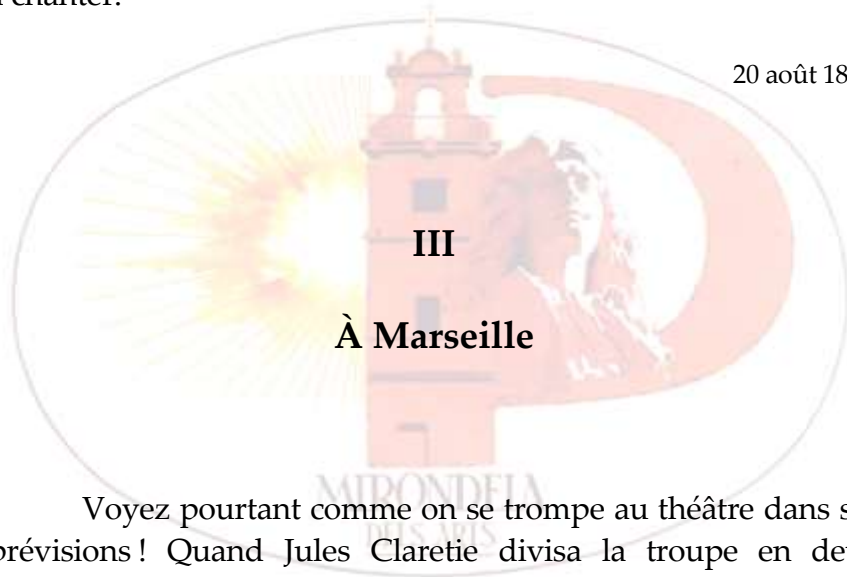 chanter.
20 août 18
III
À Marseille
MIRONDELA
DELS ARTS
Voyez pourtant comme on se trompe au théâtre dans s
prévisions ! Quand Jules Claretie divisa la troupe en de